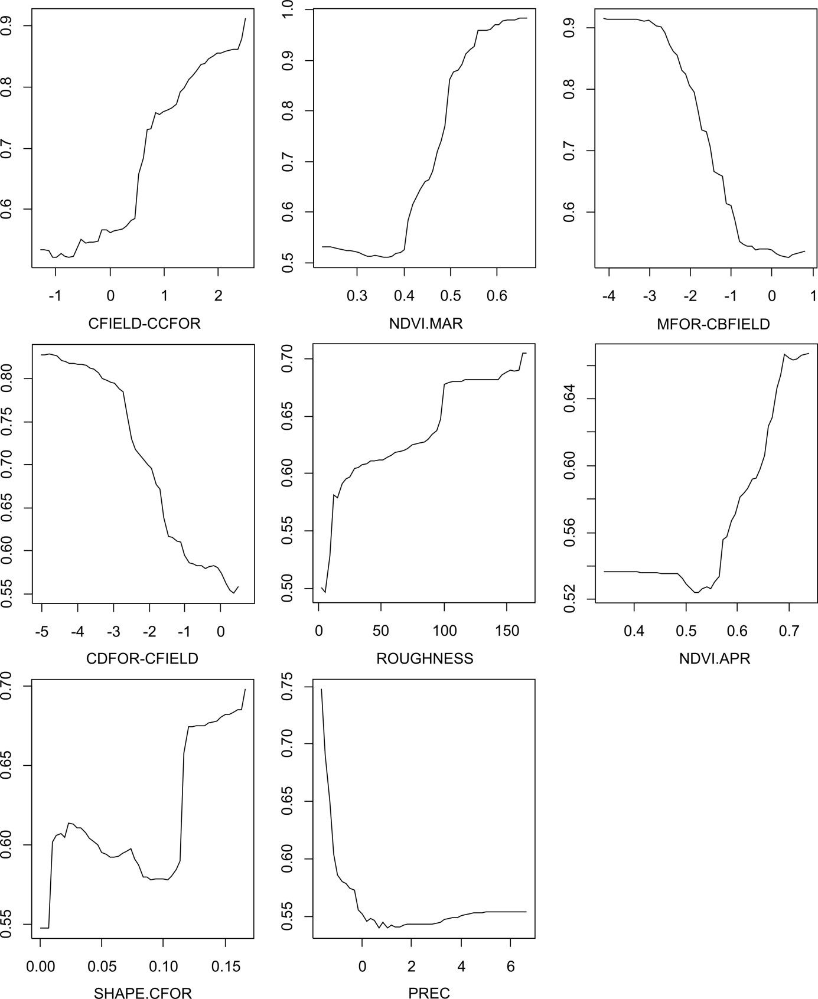 0.9
0.8
0.7
0.6
-1 0 1 2
CFIELD-CCFOR
1.0
0.9
0.8
0.7
0.6
0.5
0.3 0.4 0.5 0.6
NDVI.MAR
0.9
0.8
0.7
0.6
-4 -3 -2 -1 0 1
MFOR-CBFIELD
0.80
0.75
0.70
0.65
0.60
0.55
-5 -4 -3 -2 -1 0
CDFOR-CFIELD
0.70
0.65
0.60
0.55
0.50
0 50 100 150
ROUGHNESS
0.64
0.60
0.56
0.52
0.4 0.5 0.6 0.7
NDVI.APR
0.70
0.65
0.60
0.55
0.00 0.05 0.10 0.15
SHAPE.CFOR
0.75
0.70
0.65
0.60
0.55
0 2 4 6
PREC